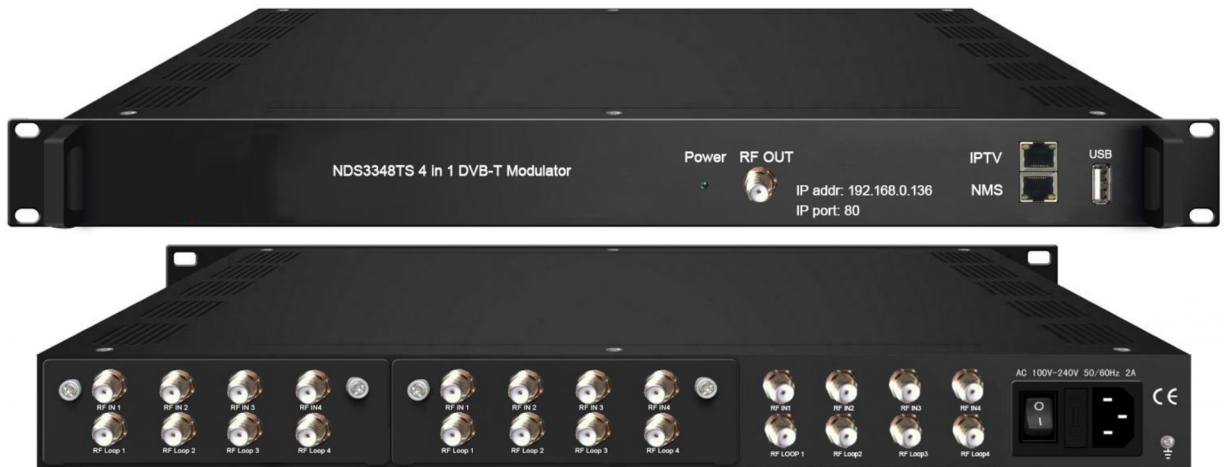 NDS3348TS 4 in 1 DVB-T Modulator
Power RF OUT
IP addr: 192.168.0.136
IP port: 80
IPTV
NMS
USB
RF IN 1 RF IN 2 RF IN 3 RF IN4
RF Loop 1 RF Loop 2 RF Loop 3 RF Loop 4
RF IN 1 RF IN 2 RF IN 3 RF IN4
RF Loop 1 RF Loop 2 RF Loop 3 RF Loop 4
RF IN1 RF IN2 RF IN3 RF IN4
RF LOOP 1 RF Loop2 RF Loop3 RF Loop4
AC 100V-240V 50/60Hz 2A
O
I
CE